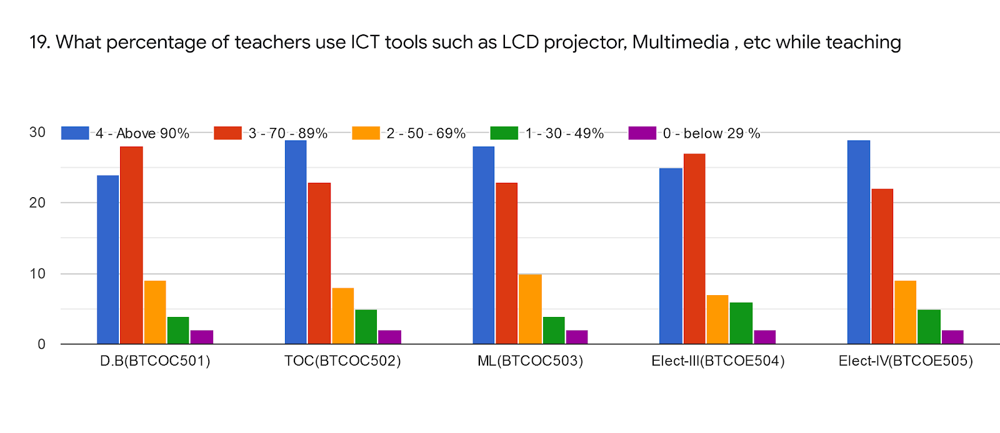 19. What percentage of teachers use ICT tools such as LCD projector, Multimedia , etc while teaching
30
4 - Above 90%
3 - 70 - 89%
2 - 50 - 69%
1 - 30 - 49%
0 - below 29 %
20
10
0
D.B(BTCOC501)
TOC(BTCOC502)
ML(BTCOC503)
Elect-III(BTCOE504)
Elect-IV(BTCOE505)